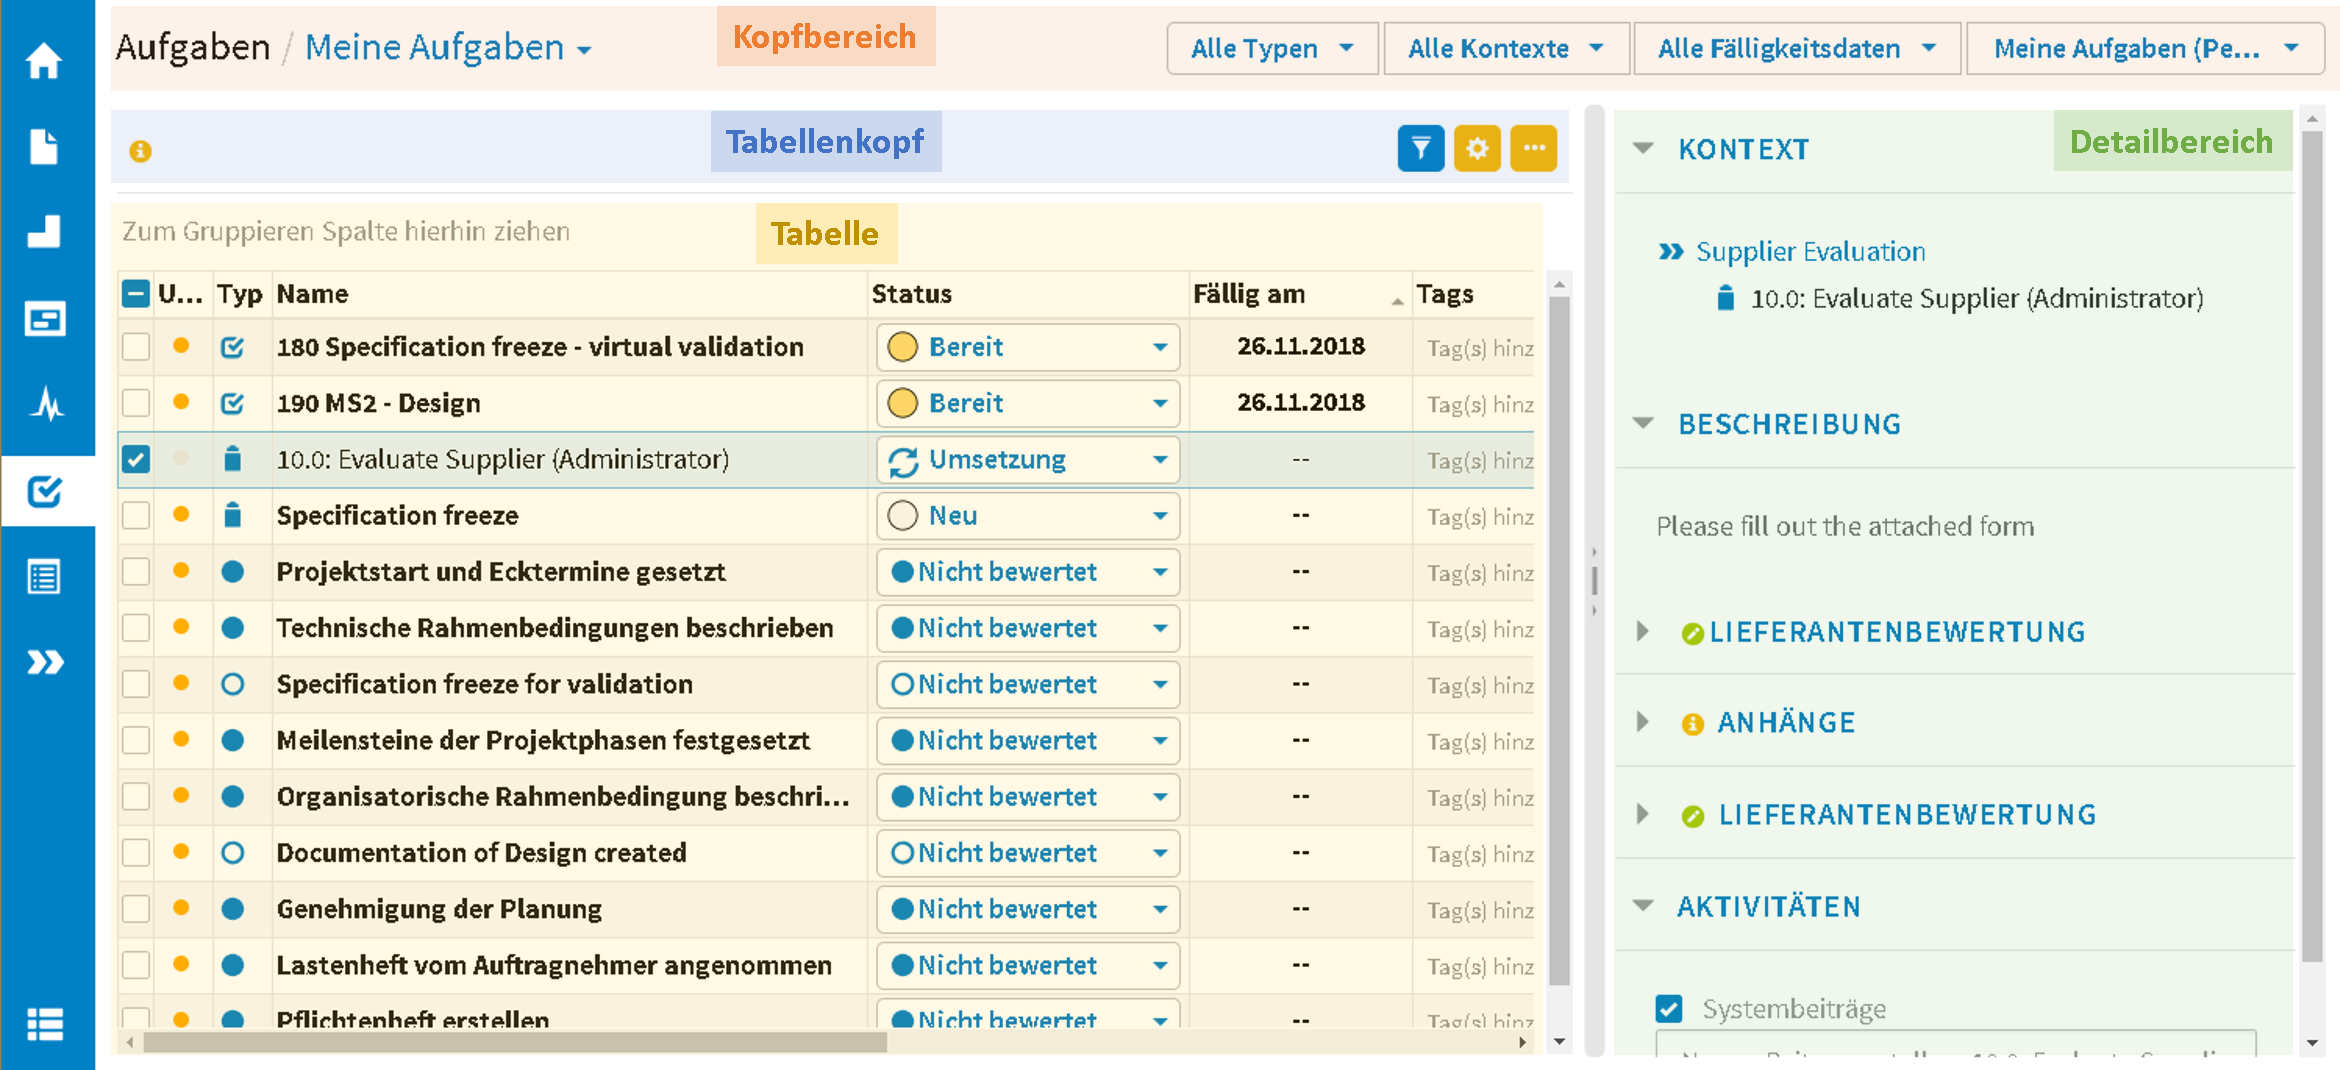 Aufgaben / Meine Aufgaben
Kopfbereich
Alle Typen
Alle Kontexte
Alle Fälligkeitsdaten
Meine Aufgaben (Pe...
Tabellenkopf
Zum Gruppieren Spalte hierhin ziehen
Tabelle
U... Typ Name Status Fällig am Tags
180 Specification freeze - virtual validation Bereit 26.11.2018 Tag(s) hinz
190 MS2 - Design Bereit 26.11.2018 Tag(s) hinz
10.0: Evaluate Supplier (Administrator) Umsetzung -- Tag(s) hinz
Specification freeze Neu -- Tag(s) hinz
Projektstart und Ecktermine gesetzt Nicht bewertet -- Tag(s) hinz
Technische Rahmenbedingungen beschrieben Nicht bewertet -- Tag(s) hinz
Specification freeze for validation Nicht bewertet -- Tag(s) hinz
Meilensteine der Projektphasen festgesetzt Nicht bewertet -- Tag(s) hinz
Organisatorische Rahmenbedingung beschri... Nicht bewertet -- Tag(s) hinz
Documentation of Design created Nicht bewertet -- Tag(s) hinz
Genehmigung der Planung Nicht bewertet -- Tag(s) hinz
Lastenheft vom Auftragnehmer angenommen Nicht bewertet -- Tag(s) hinz
Pflichtenheft erstellen Nicht bewertet -- Tag(s) hinz
KONTEXT
Detailbereich
Supplier Evaluation
10.0: Evaluate Supplier (Administrator)
BESCHREIBUNG
Please fill out the attached form
LIEFERANTENBEWERTUNG
ANHÄNGE
LIEFERANTENBEWERTUNG
AKTIVITÄTEN
Systembeiträge